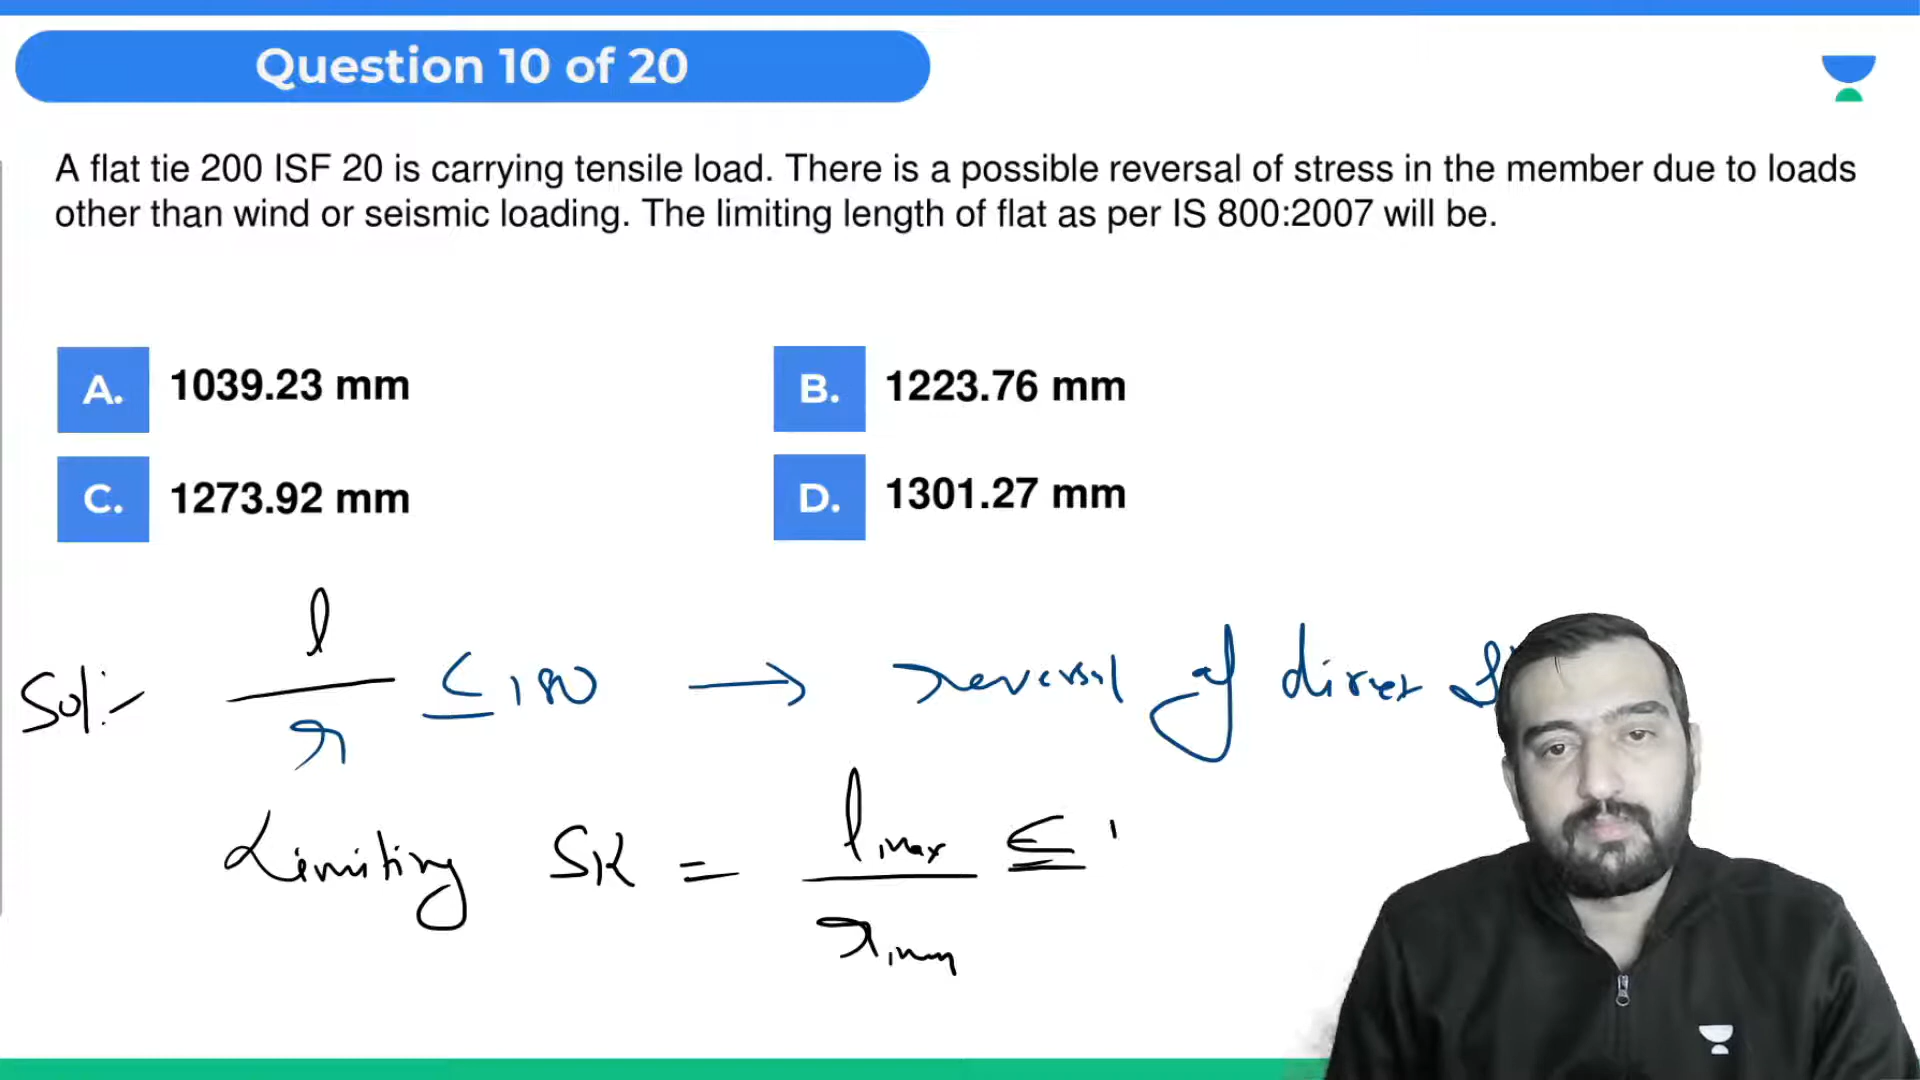 Question 10 of 20
A flat tie 200 ISF 20 is carrying tensile load. There is a possible reversal of stress in the member due to loads
other than wind or seismic loading. The limiting length of flat as per IS 800:2007 will be.
A. 1039.23 mm
B. 1223.76 mm
C. 1273.92 mm
D. 1301.27 mm
Sol:- l/r ≤ 180 → reversal of direct
Limiting SR = lmax/rmin ≤